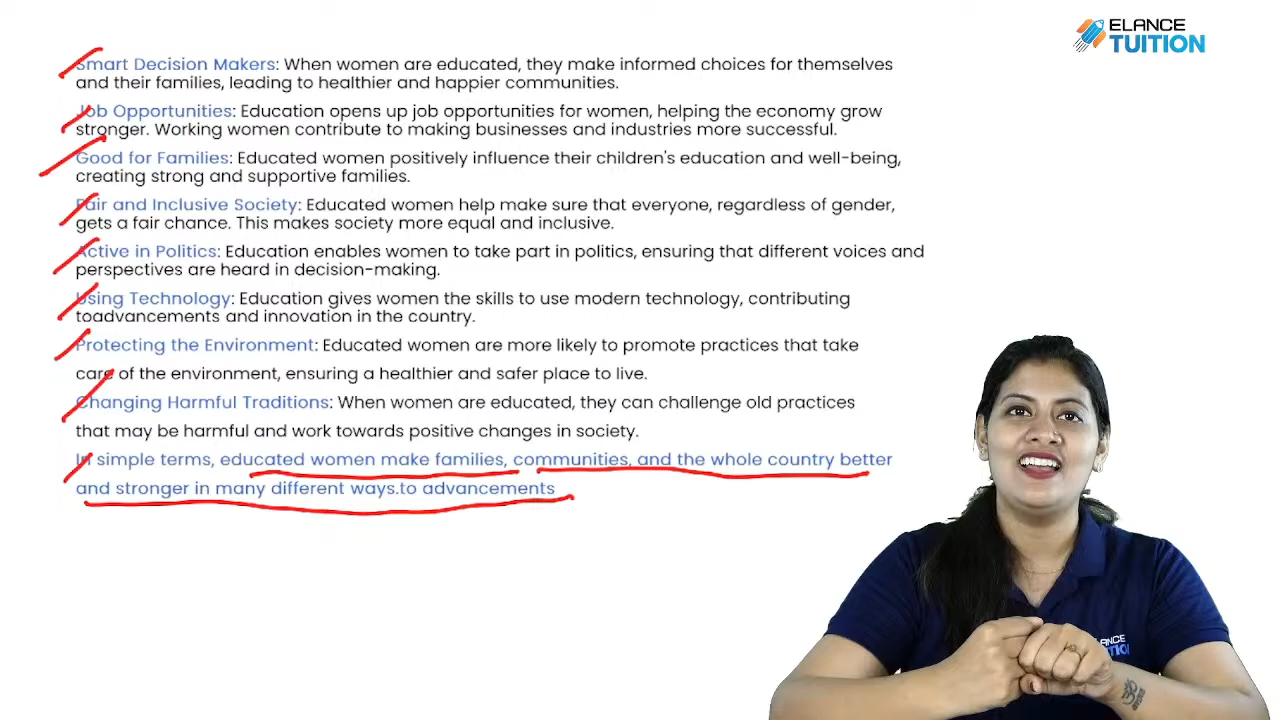 ELANCE
TUITION
Smart Decision Makers: When women are educated, they make informed choices for themselves
and their families, leading to healthier and happier communities.
Job Opportunities: Education opens up job opportunities for women, helping the economy grow
stronger. Working women contribute to making businesses and industries more successful.
Good for Families: Educated women positively influence their children's education and well-being,
creating strong and supportive families.
Fair and Inclusive Society: Educated women help make sure that everyone, regardless of gender,
gets a fair chance. This makes society more equal and inclusive.
Active in Politics: Education enables women to take part in politics, ensuring that different voices and
perspectives are heard in decision-making.
Using Technology: Education gives women the skills to use modern technology, contributing
toadvancements and innovation in the country.
Protecting the Environment: Educated women are more likely to promote practices that take
care of the environment, ensuring a healthier and safer place to live.
Changing Harmful Traditions: When women are educated, they can challenge old practices
that may be harmful and work towards positive changes in society.
In simple terms, educated women make families, communities, and the whole country better
and stronger in many different ways.to advancements